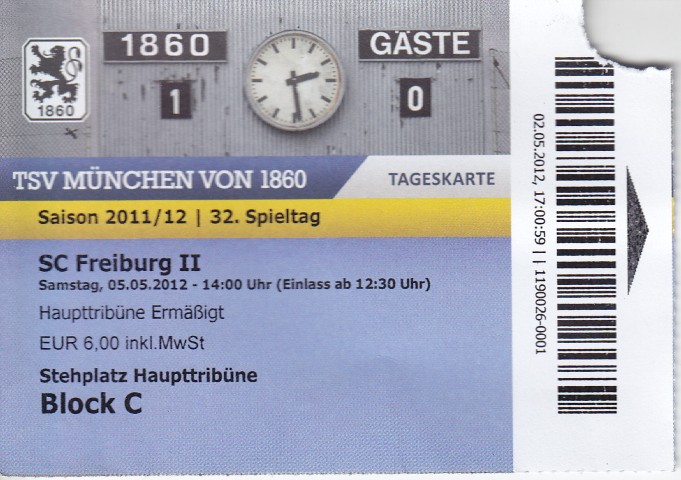 1860 GÄSTE
1 0
1860
TSV MÜNCHEN VON 1860
TAGESKARTE
Saison 2011/12 | 32. Spieltag
SC Freiburg II
Samstag, 05.05.2012 - 14:00 Uhr (Einlass ab 12:30 Uhr)
Haupttribüne Ermäßigt
EUR 6,00 inkl.MwSt
Stehplatz Haupttribüne
Block C
02.05.2012, 17:00:59 | | 1190026-0001